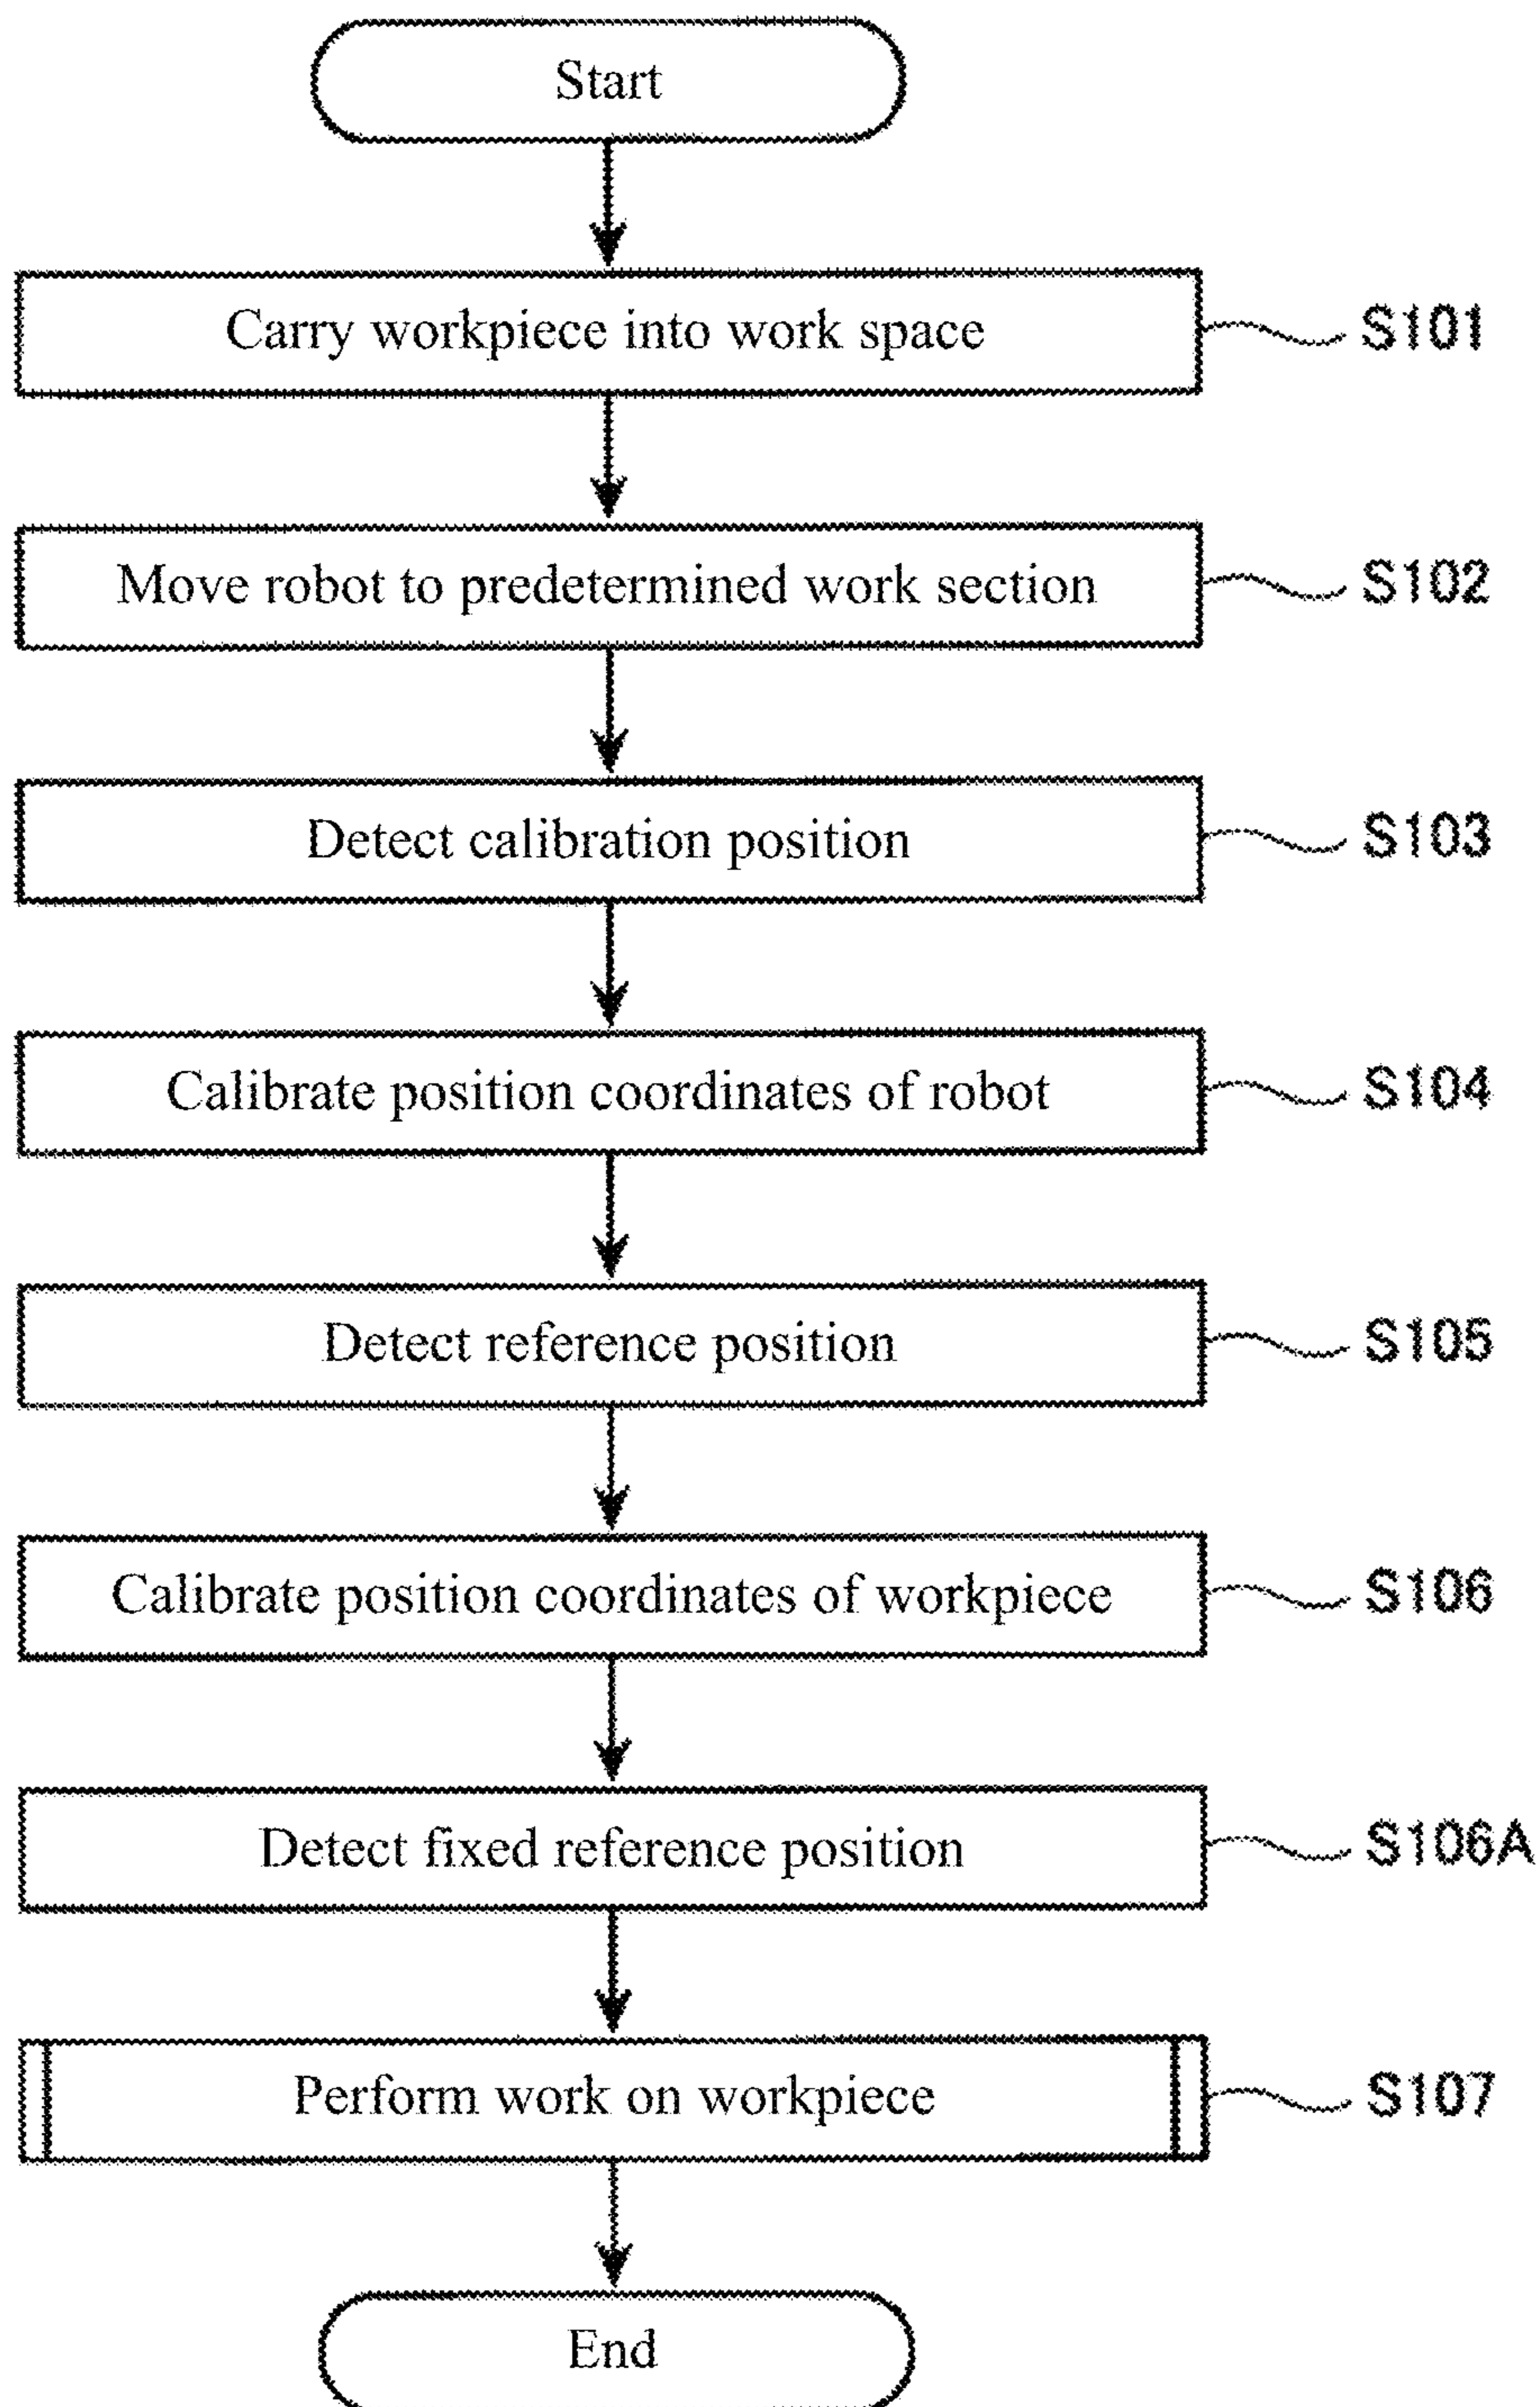 Start
Carry workpiece into work space
S101
Move robot to predetermined work section
S102
Detect calibration position
S103
Calibrate position coordinates of robot
S104
Detect reference position
S105
Calibrate position coordinates of workpiece
S106
Detect fixed reference position
S106A
Perform work on workpiece
S107
End